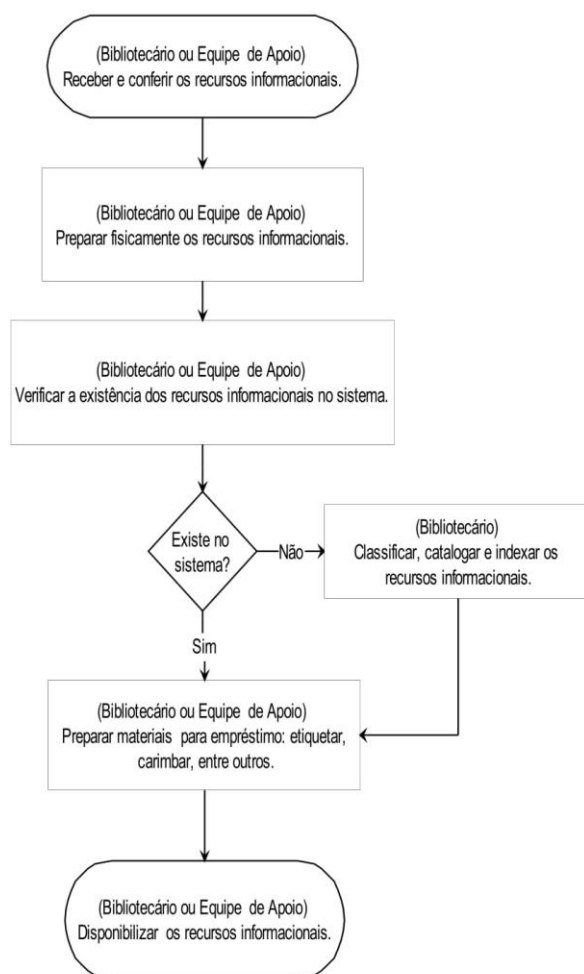 (Bibliotecário ou Equipe de Apoio)
Receber e conferir os recursos informacionais.
(Bibliotecário ou Equipe de Apoio)
Preparar fisicamente os recursos informacionais.
(Bibliotecário ou Equipe de Apoio)
Verificar a existência dos recursos informacionais no sistema.
Existe no
sistema?
Não
(Bibliotecário)
Classificar, catalogar e indexar os
recursos informacionais.
Sim
(Bibliotecário ou Equipe de Apoio)
Preparar materiais para empréstimo: etiquetar,
carimbar, entre outros.
(Bibliotecário ou Equipe de Apoio)
Disponibilizar os recursos informacionais.